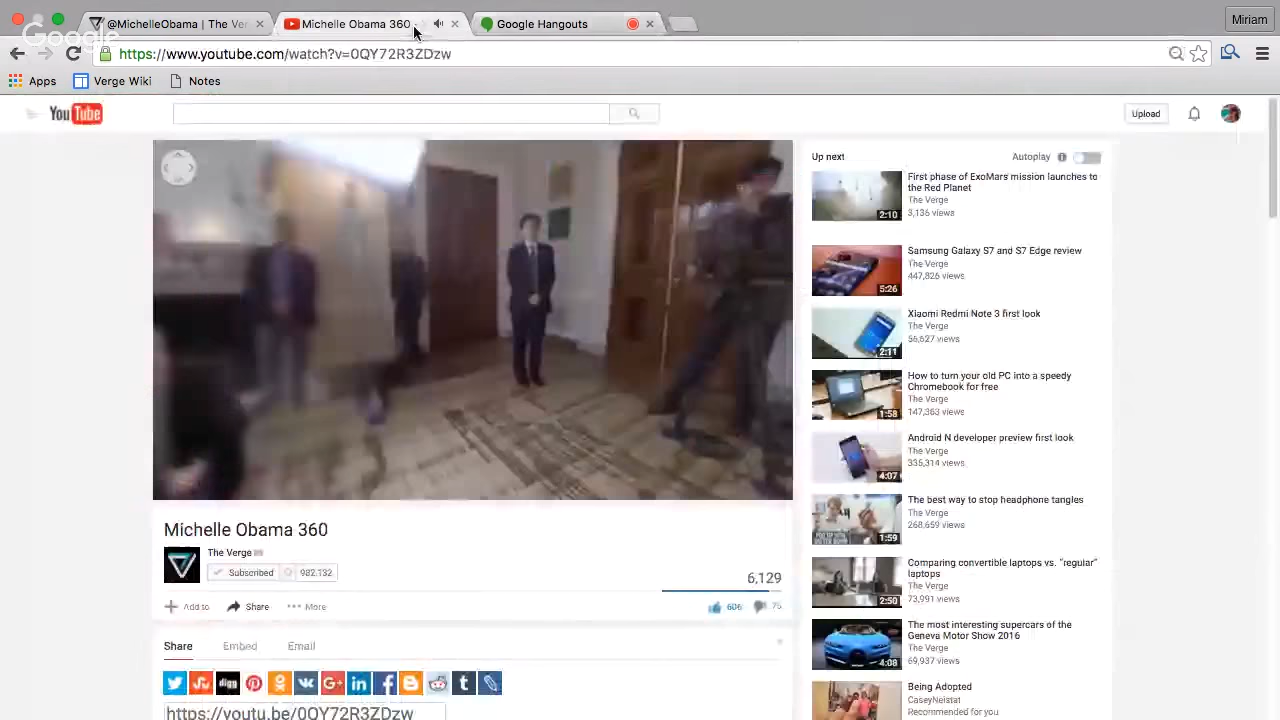 @MichelleObama | The Ver
Michelle Obama 360
Google Hangouts
Miriam
Google
https://www.youtube.com/watch?v=0QY72R3ZDzw
Apps
Verge Wiki
Notes
YouTube
Upload
Up next
Autoplay
First phase of ExoMars mission launches to
the Red Planet
The Verge
3,136 views
2:10
Samsung Galaxy S7 and S7 Edge review
The Verge
447,826 views
5:26
Xiaomi Redmi Note 3 first look
The Verge
56,627 views
2:11
How to turn your old PC into a speedy
Chromebook for free
The Verge
147,363 views
1:58
Android N developer preview first look
The Verge
335,314 views
4:07
The best way to stop headphone tangles
The Verge
268,659 views
1:59
Comparing convertible laptops vs. "regular"
laptops
The Verge
73,991 views
2:50
The most interesting supercars of the
Geneva Motor Show 2016
The Verge
69,937 views
4:08
Being Adopted
CaseyNeistat
Recommended for you
Michelle Obama 360
The Verge
Subscribed
982,132
6,129
Add to
Share
More
606
75
Share
Embed
Email
digg
https://youtu.be/0QY72R3ZDzw